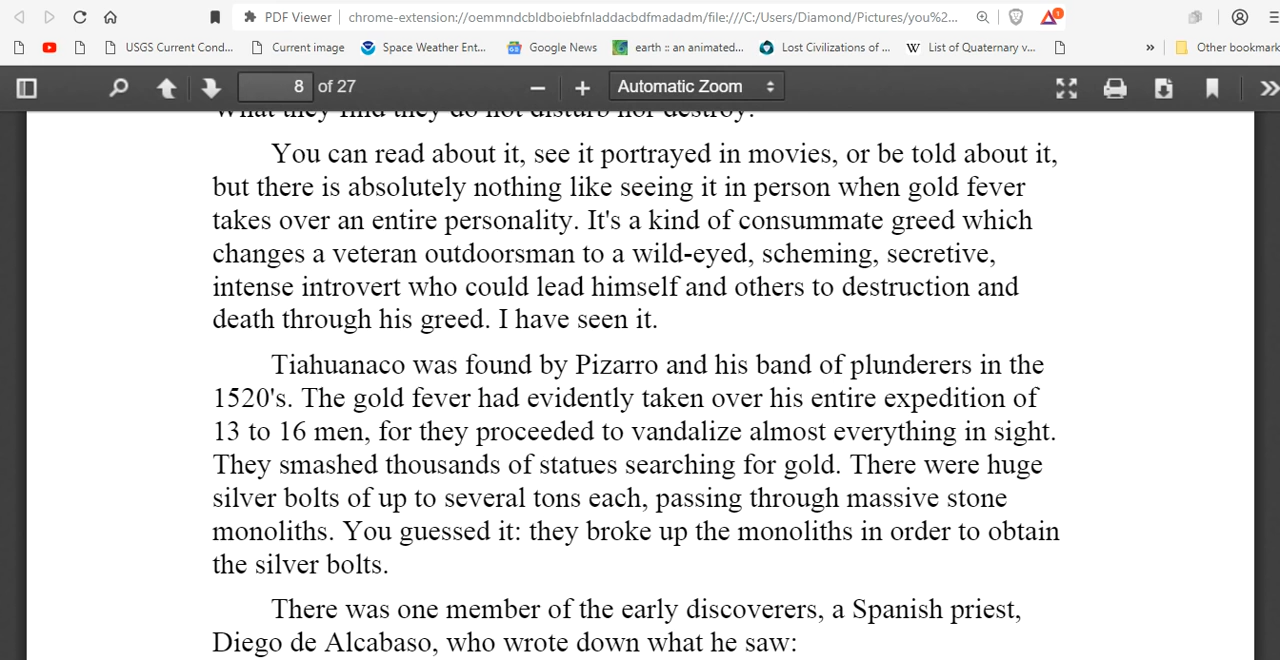 PDF Viewer
chrome-extension://oemmndcbldboiebfnladdacbdfmadadm/file:///C:/Users/Diamond/Pictures/you%2...
1
USGS Current Cond...
Current image
Space Weather Ent...
Google News
earth :: an animated...
Lost Civilizations of ...
W List of Quaternary v...
»
Other bookmark
8 of 27
Automatic Zoom
What they find they do not disturb nor destroy.
You can read about it, see it portrayed in movies, or be told about it,
but there is absolutely nothing like seeing it in person when gold fever
takes over an entire personality. It's a kind of consummate greed which
changes a veteran outdoorsman to a wild-eyed, scheming, secretive,
intense introvert who could lead himself and others to destruction and
death through his greed. I have seen it.
Tiahuanaco was found by Pizarro and his band of plunderers in the
1520's. The gold fever had evidently taken over his entire expedition of
13 to 16 men, for they proceeded to vandalize almost everything in sight.
They smashed thousands of statues searching for gold. There were huge
silver bolts of up to several tons each, passing through massive stone
monoliths. You guessed it: they broke up the monoliths in order to obtain
the silver bolts.
There was one member of the early discoverers, a Spanish priest,
Diego de Alcabaso, who wrote down what he saw: